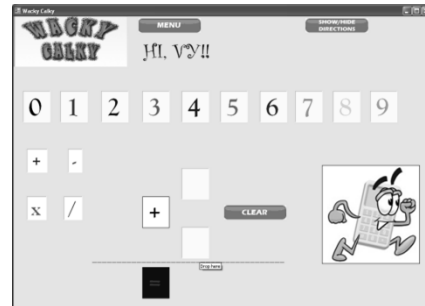 Wacky Calky
WACKY
CALKY
MENU
SHOW/HIDE
DIRECTIONS
HI, VY!!
0 1 2 3 4 5 6 7 8 9
+ -
x /
+
CLEAR
Drop here